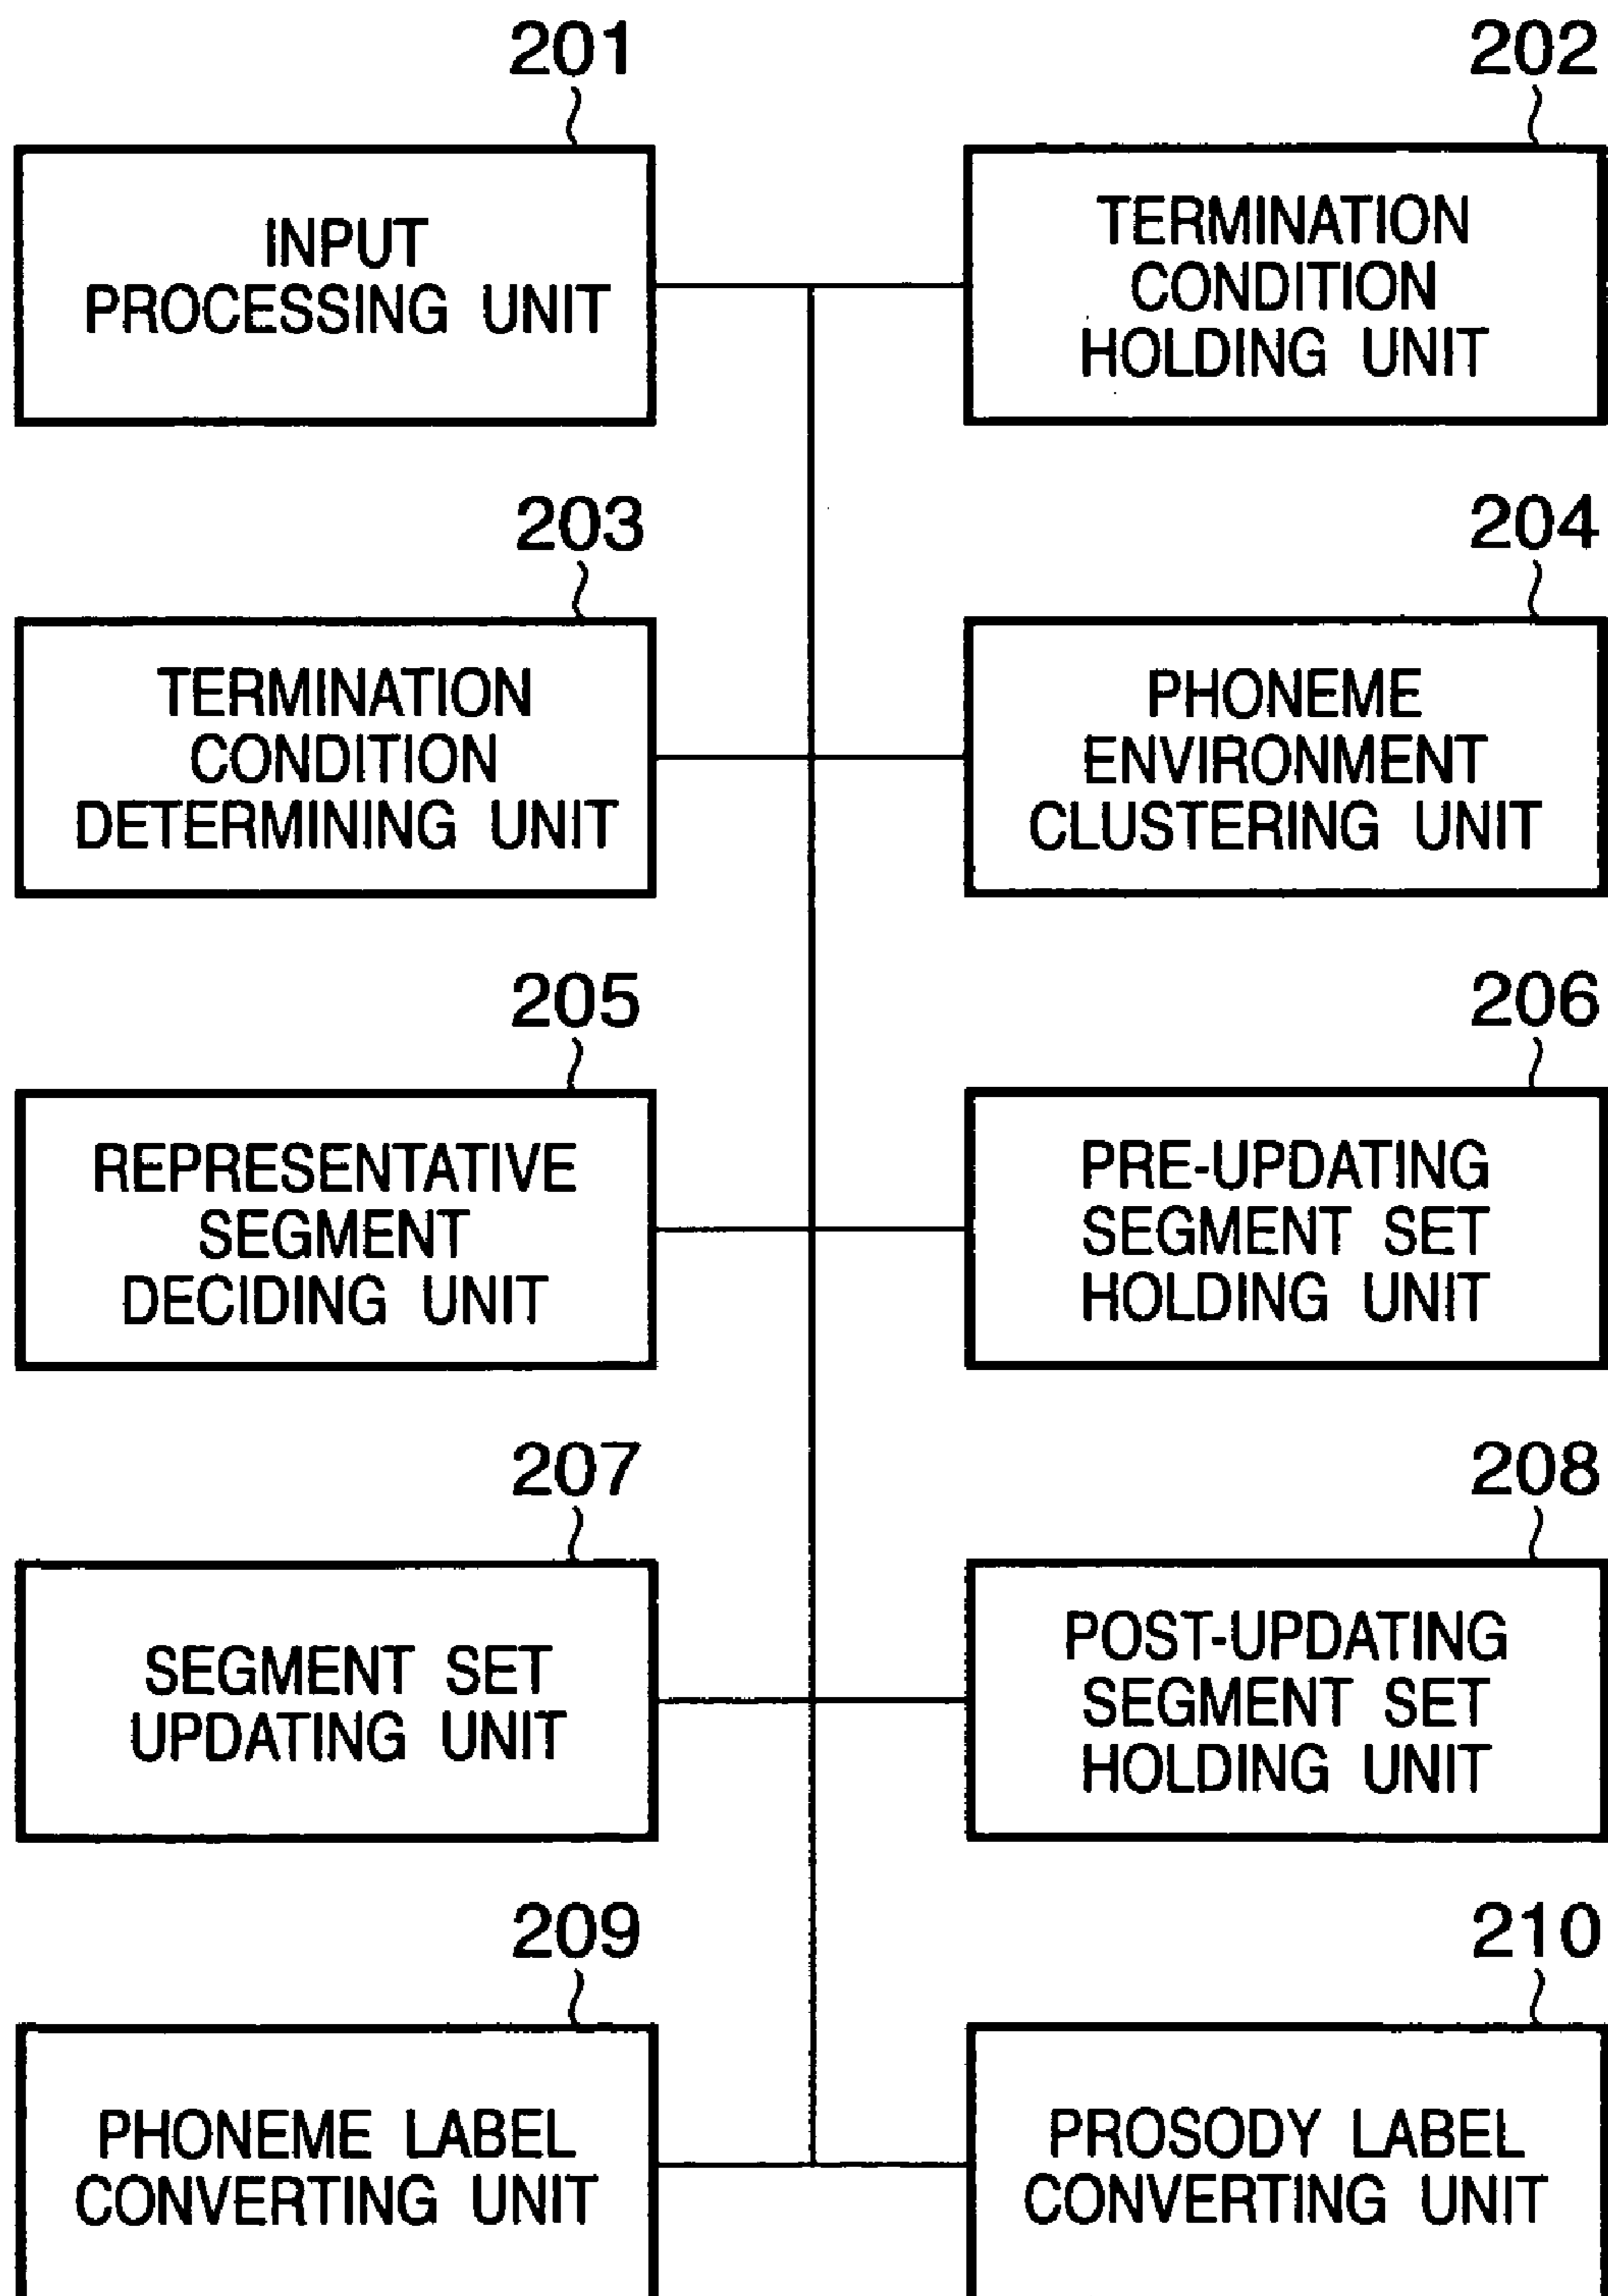 201
INPUT
PROCESSING UNIT
202
TERMINATION
CONDITION
HOLDING UNIT
203
TERMINATION
CONDITION
DETERMINING UNIT
204
PHONEME
ENVIRONMENT
CLUSTERING UNIT
205
REPRESENTATIVE
SEGMENT
DECIDING UNIT
206
PRE-UPDATING
SEGMENT SET
HOLDING UNIT
207
SEGMENT SET
UPDATING UNIT
208
POST-UPDATING
SEGMENT SET
HOLDING UNIT
209
PHONEME LABEL
CONVERTING UNIT
210
PROSODY LABEL
CONVERTING UNIT